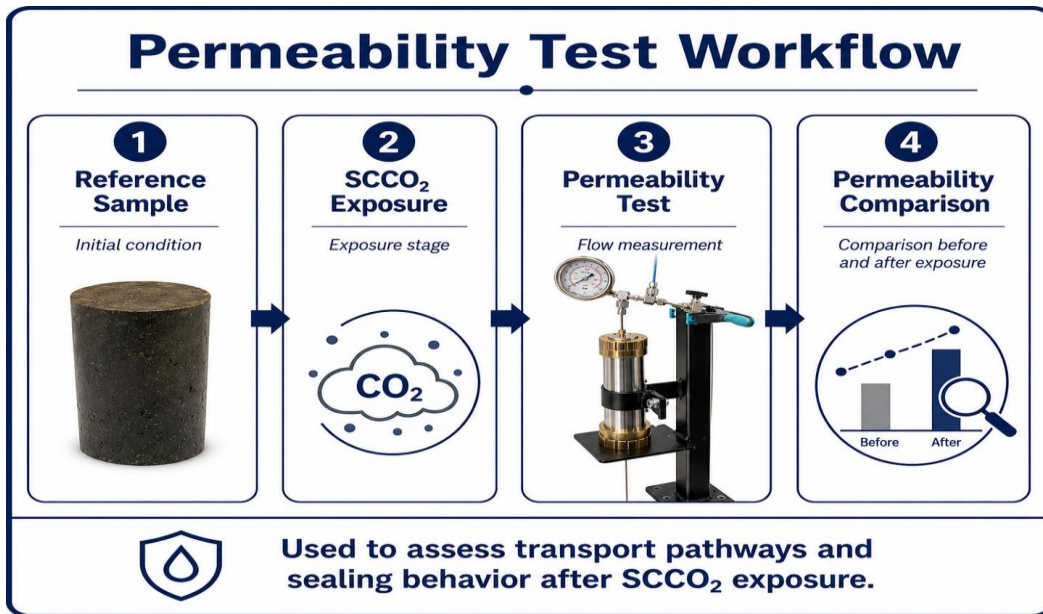 Permeability Test Workflow
1
Reference
Sample
Initial condition
2
SCCO₂
Exposure
Exposure stage
CO₂
3
Permeability
Test
Flow measurement
4
Permeability
Comparison
Comparison before
and after exposure
Before After
Used to assess transport pathways and
sealing behavior after SCCO₂ exposure.